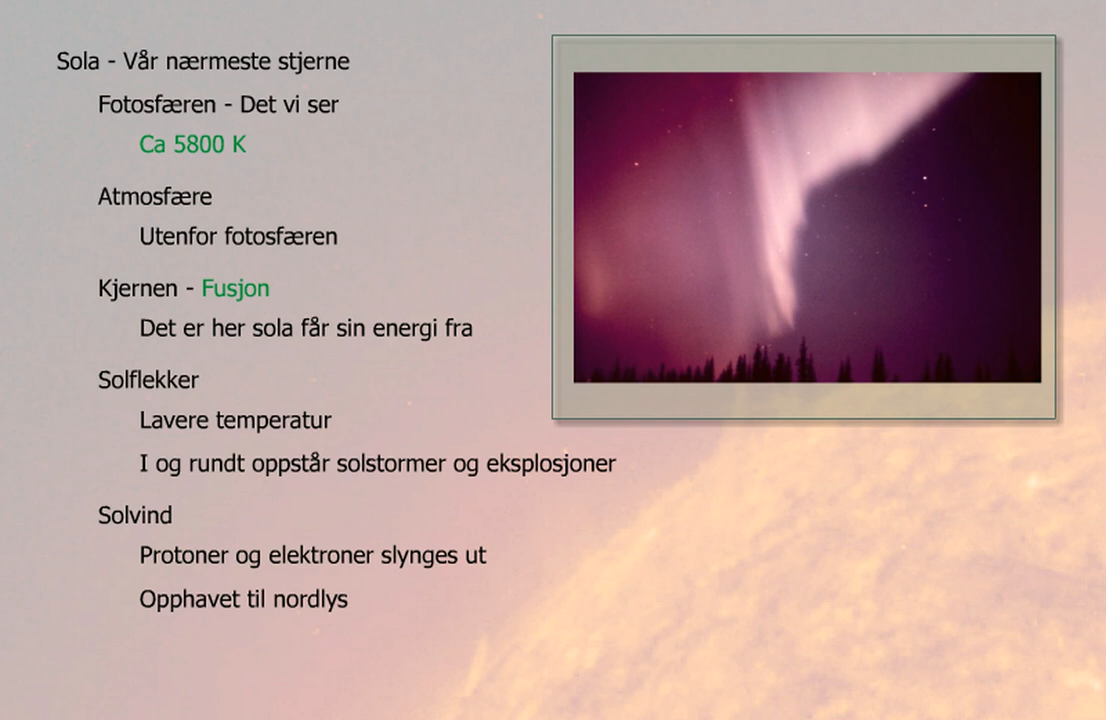 Sola - Vår nærmeste stjerne
Fotosfæren - Det vi ser
Ca 5800 K
Atmosfære
Utenfor fotosfæren
Kjernen - Fusjon
Det er her sola får sin energi fra
Solflekker
Lavere temperatur
I og rundt oppstår solstormer og eksplosjoner
Solvind
Protoner og elektroner slynges ut
Opphavet til nordlys